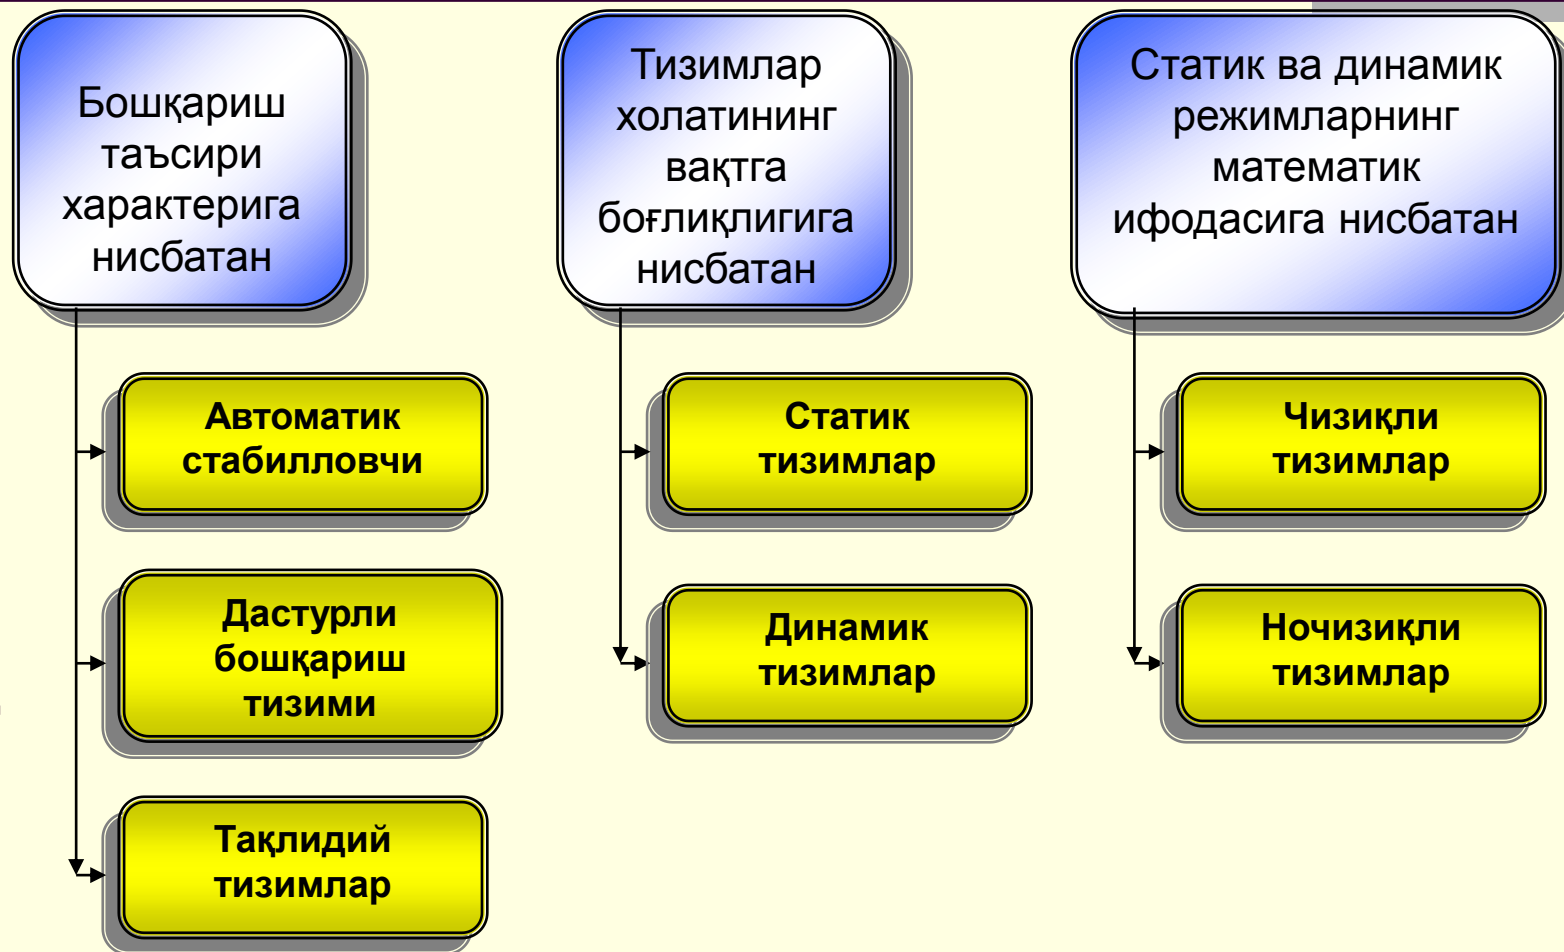 Бошқариш
таъсири
характерига
нисбатан
Автоматик
стабилловчи
Дастурли
бошқариш
тизими
Тақлидий
тизимлар
Тизимлар
холатининг
вақтга
боғлиқлигига
нисбатан
Статик
тизимлар
Динамик
тизимлар
Статик ва динамик
режимларнинг
математик
ифодасига нисбатан
Чизиқли
тизимлар
Ночизиқли
тизимлар